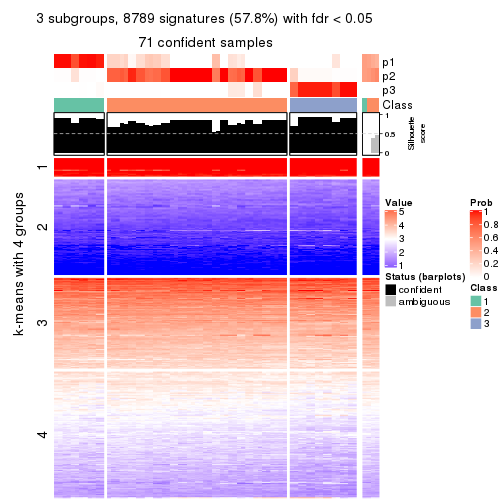 3 subgroups, 8789 signatures (57.8%) with fdr < 0.05
71 confident samples
p1
p2
p3
Class
1
0.5
0
Silhouette
score
k-means with 4 groups
1
2
3
4
Value
5
4
3
2
1
Status (barplots)
confident
ambiguous
Prob
1
0.8
0.6
0.4
0.2
0
Class
1
2
3